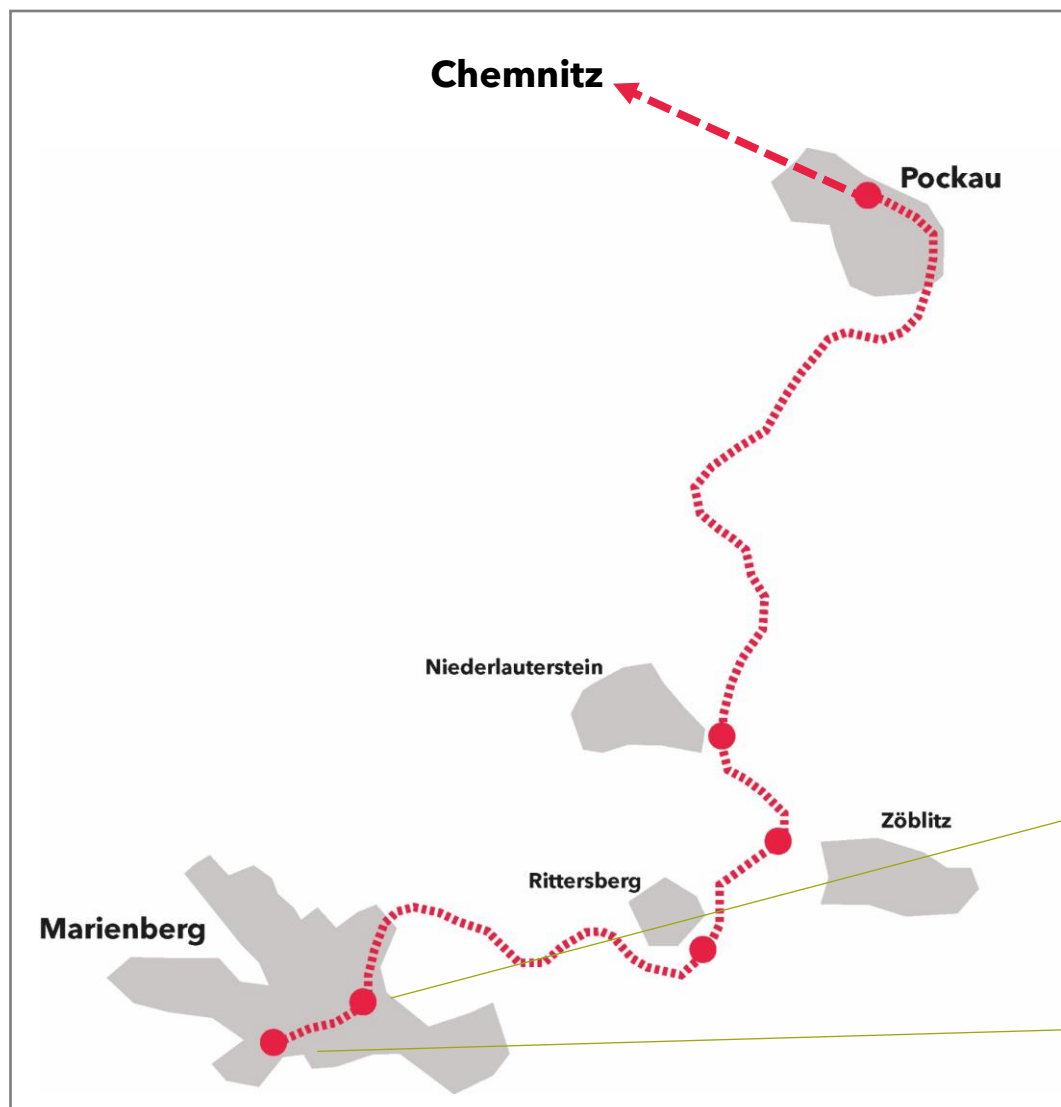 Chemnitz
Pockau
Niederlauterstein
Zöblitz
Rittersberg
Marienberg